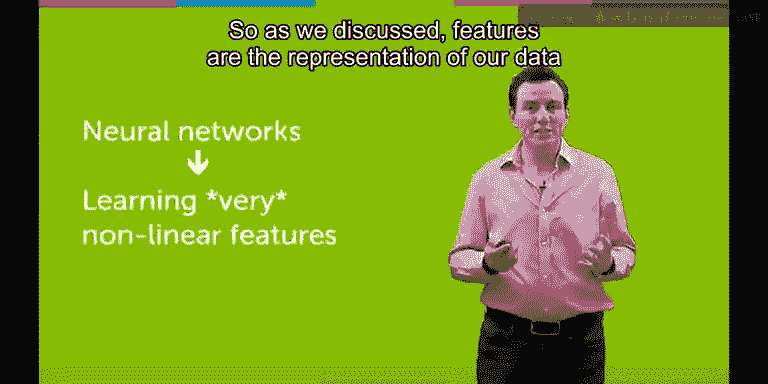 So as we discussed, features
are the representation of our data
Neural networks
Learning *very*
non-linear features